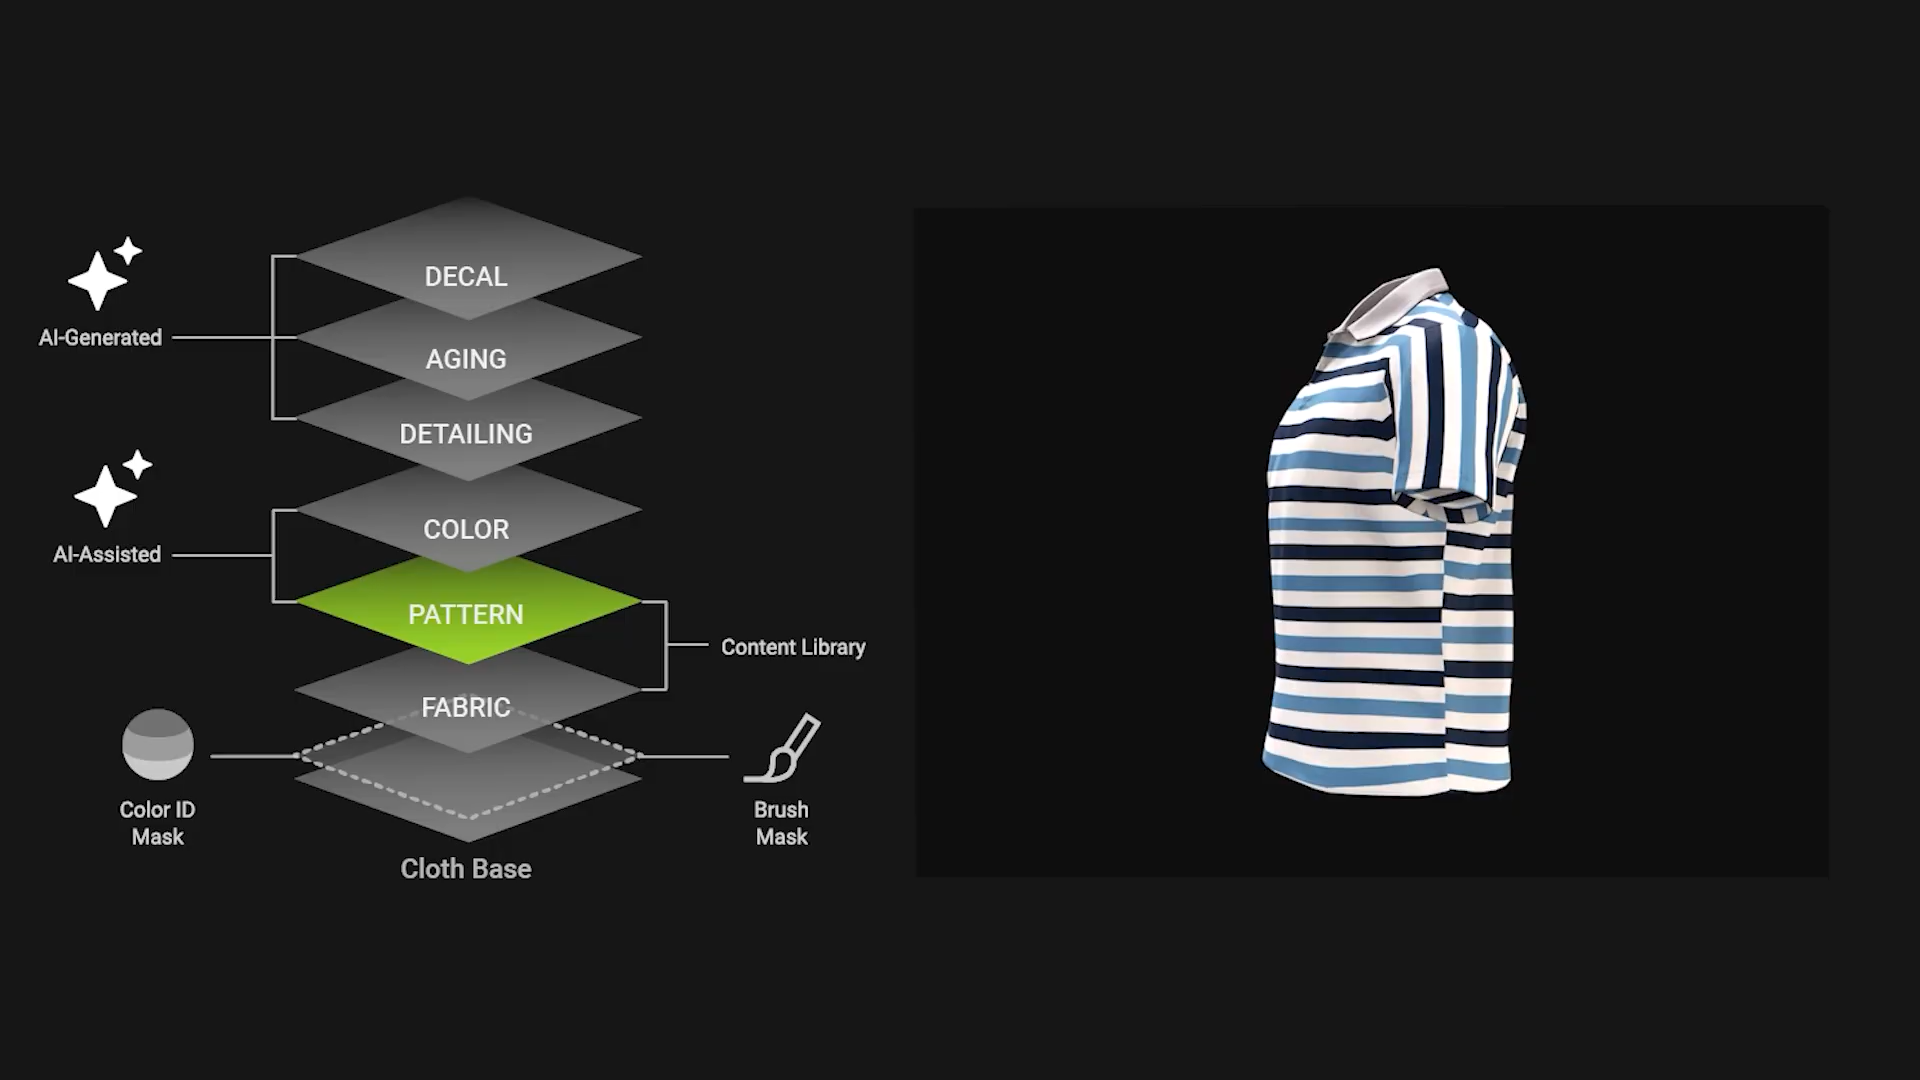 DECAL
AI-Generated
AGING
DETAILING
COLOR
AI-Assisted
PATTERN
Content Library
FABRIC
Color ID
Mask
Brush
Mask
Cloth Base